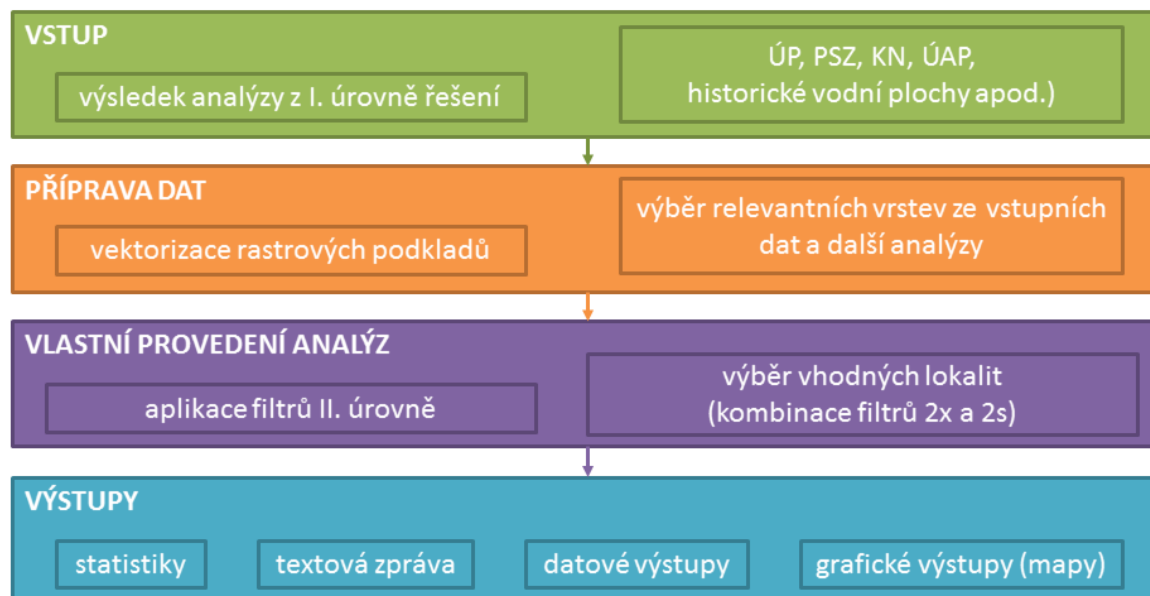 VSTUP
výsledek analýzy z I. úrovně řešení
ÚP, PSZ, KN, ÚAP,
historické vodní plochy apod.)
PŘÍPRAVA DAT
vektorizace rastrových podkladů
výběr relevantních vrstev ze vstupních
dat a další analýzy
VLASTNÍ PROVEDENÍ ANALÝZ
aplikace filtrů II. úrovně
výběr vhodných lokalit
(kombinace filtrů 2x a 2s)
VÝSTUPY
statistiky
textová zpráva
datové výstupy
grafické výstupy (mapy)